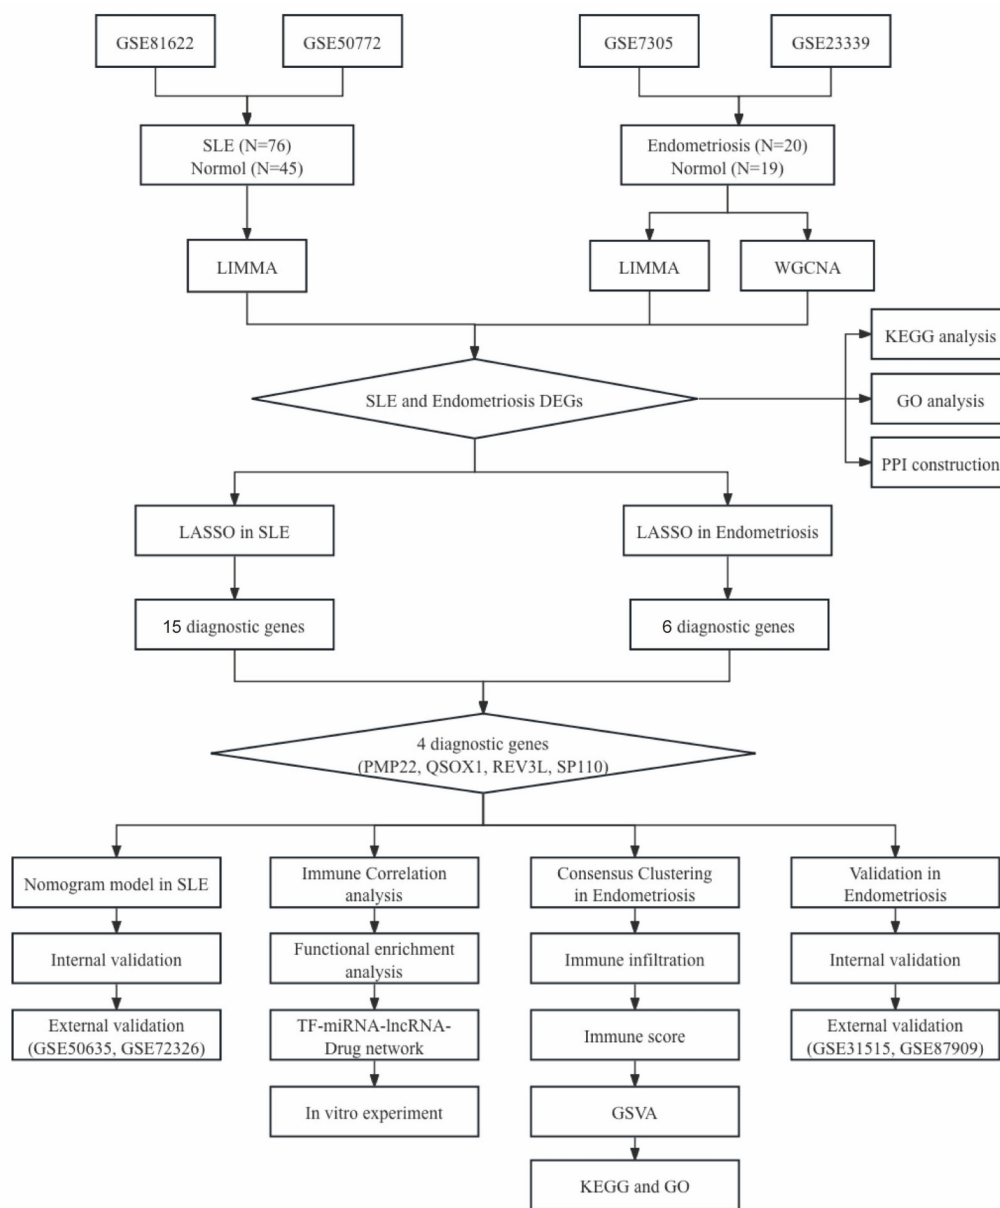 GSE81622
GSE50772
GSE7305
GSE23339
SLE (N=76)
Normol (N=45)
Endometriosis (N=20)
Normol (N=19)
LIMMA
LIMMA
WGCNA
KEGG analysis
SLE and Endometriosis DEGs
GO analysis
PPI construction
LASSO in SLE
LASSO in Endometriosis
15 diagnostic genes
6 diagnostic genes
4 diagnostic genes
(PMP22, QSOX1, REV3L, SP110)
Nomogram model in SLE
Immune Correlation
analysis
Consensus Clustering
in Endometriosis
Validation in
Endometriosis
Internal validation
Functional enrichment
analysis
Immune infiltration
Internal validation
External validation
(GSE50635, GSE72326)
TF-miRNA-lncRNA-
Drug network
Immune score
External validation
(GSE31515, GSE87909)
In vitro experiment
GSVA
KEGG and GO